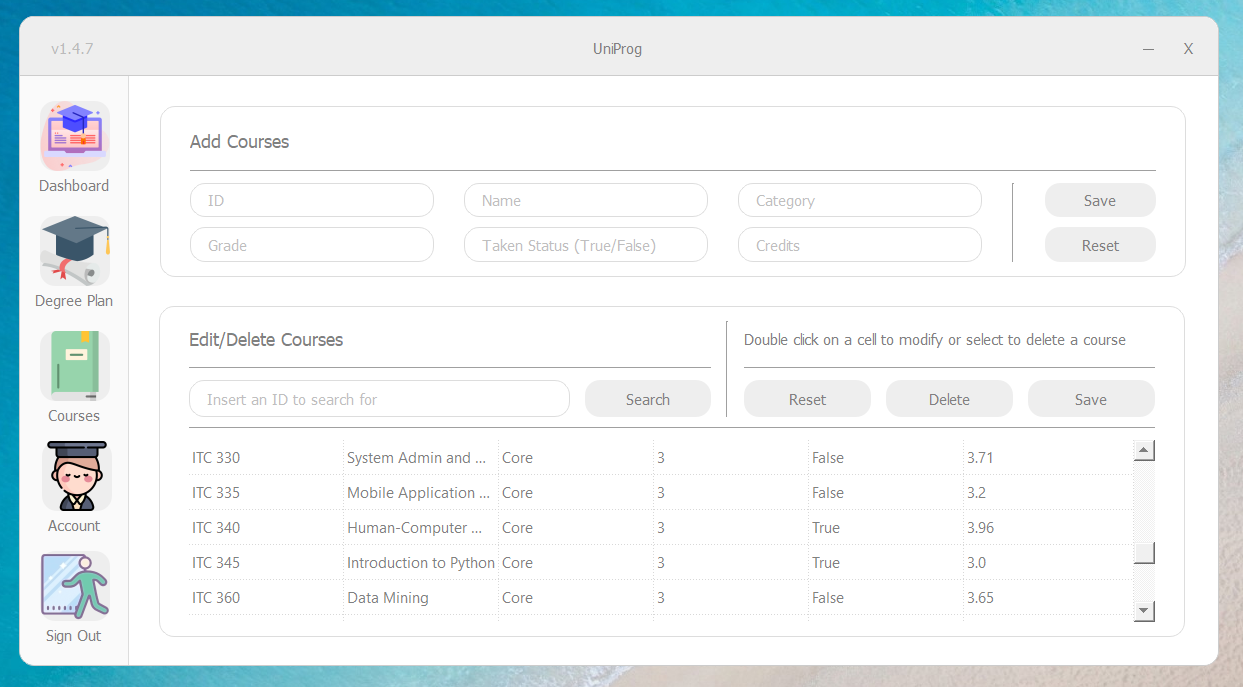 v1.4.7
UniProg
– X
Dashboard
Degree Plan
Courses
Account
Sign Out
Add Courses
ID Name Category Save
Grade Taken Status (True/False) Credits Reset
Edit/Delete Courses
Double click on a cell to modify or select to delete a course
Insert an ID to search for Search Reset Delete Save
ITC 330 System Admin and ... Core 3 False 3.71
ITC 335 Mobile Application ... Core 3 False 3.2
ITC 340 Human-Computer ... Core 3 True 3.96
ITC 345 Introduction to Python Core 3 True 3.0
ITC 360 Data Mining Core 3 False 3.65